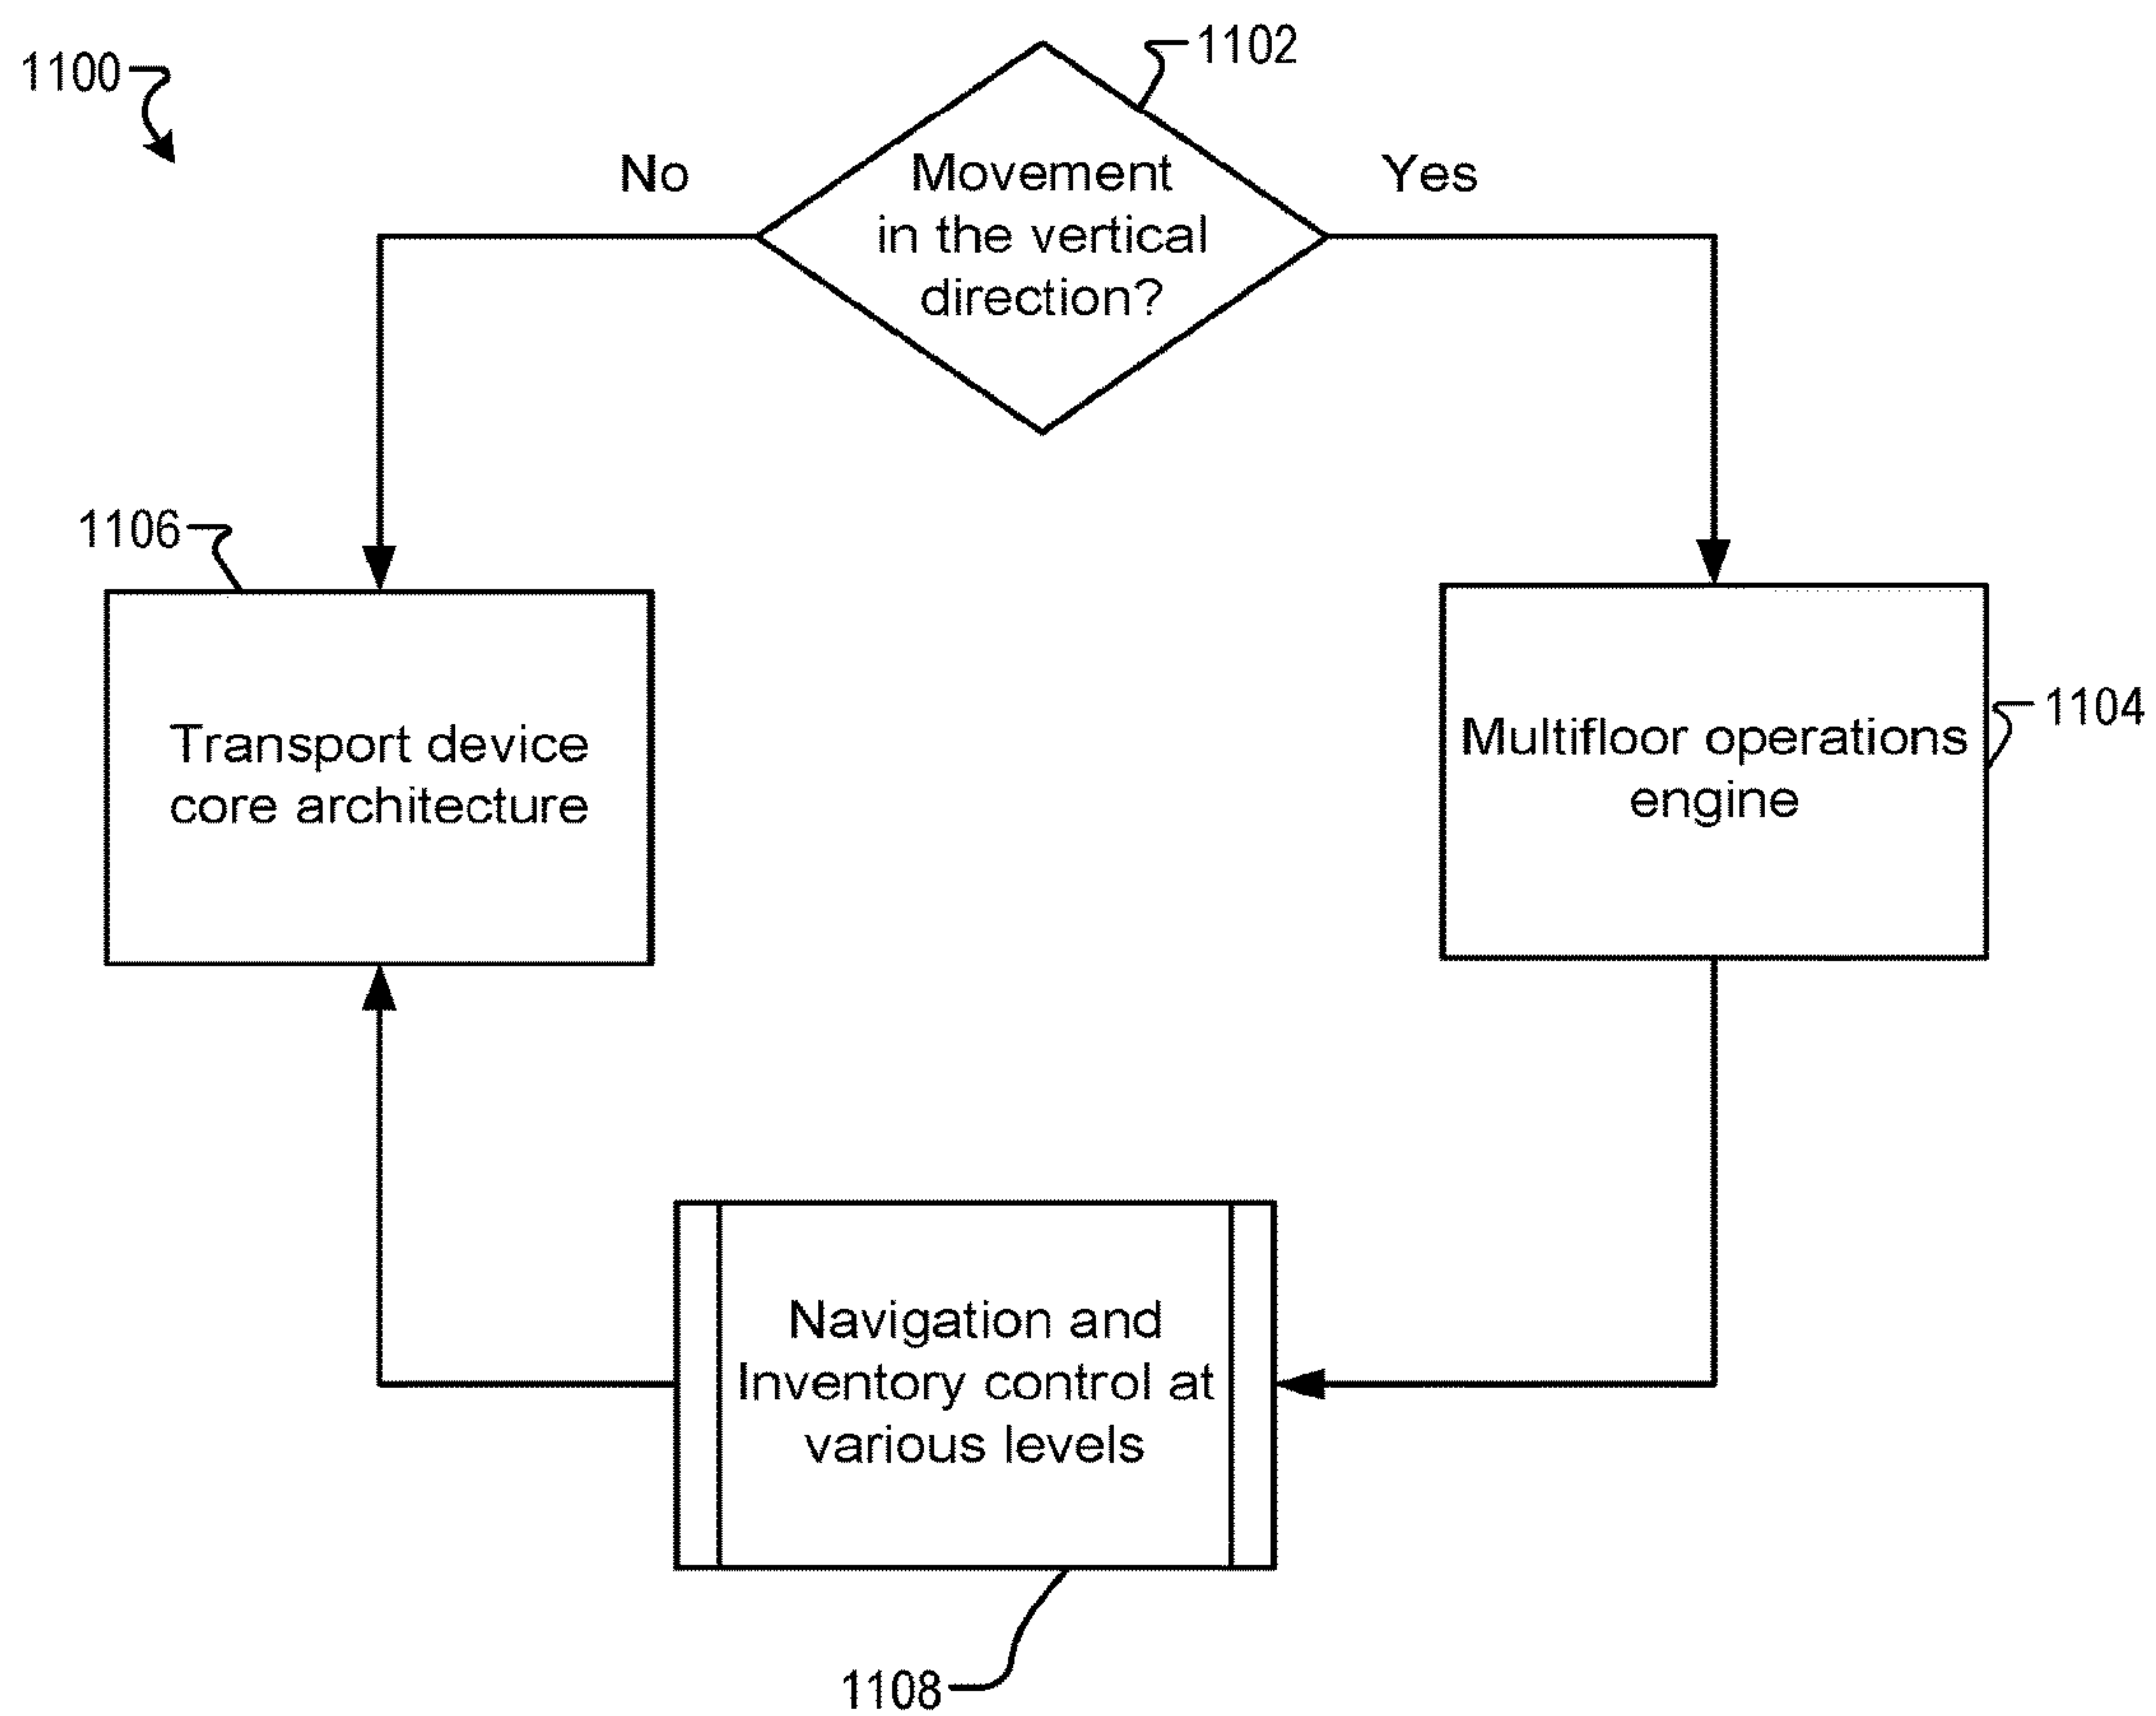 1100
1102
No
Movement
in the vertical
direction?
Yes
1106
Transport device
core architecture
Multifloor operations
engine
1104
Navigation and
Inventory control at
various levels
1108